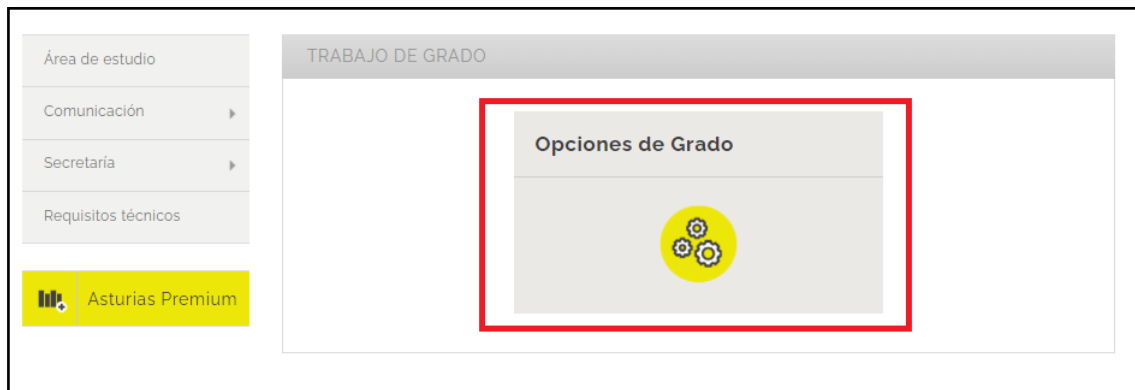 Área de estudio
Comunicación
Secretaría
Requisitos técnicos
Asturias Premium
TRABAJO DE GRADO
Opciones de Grado